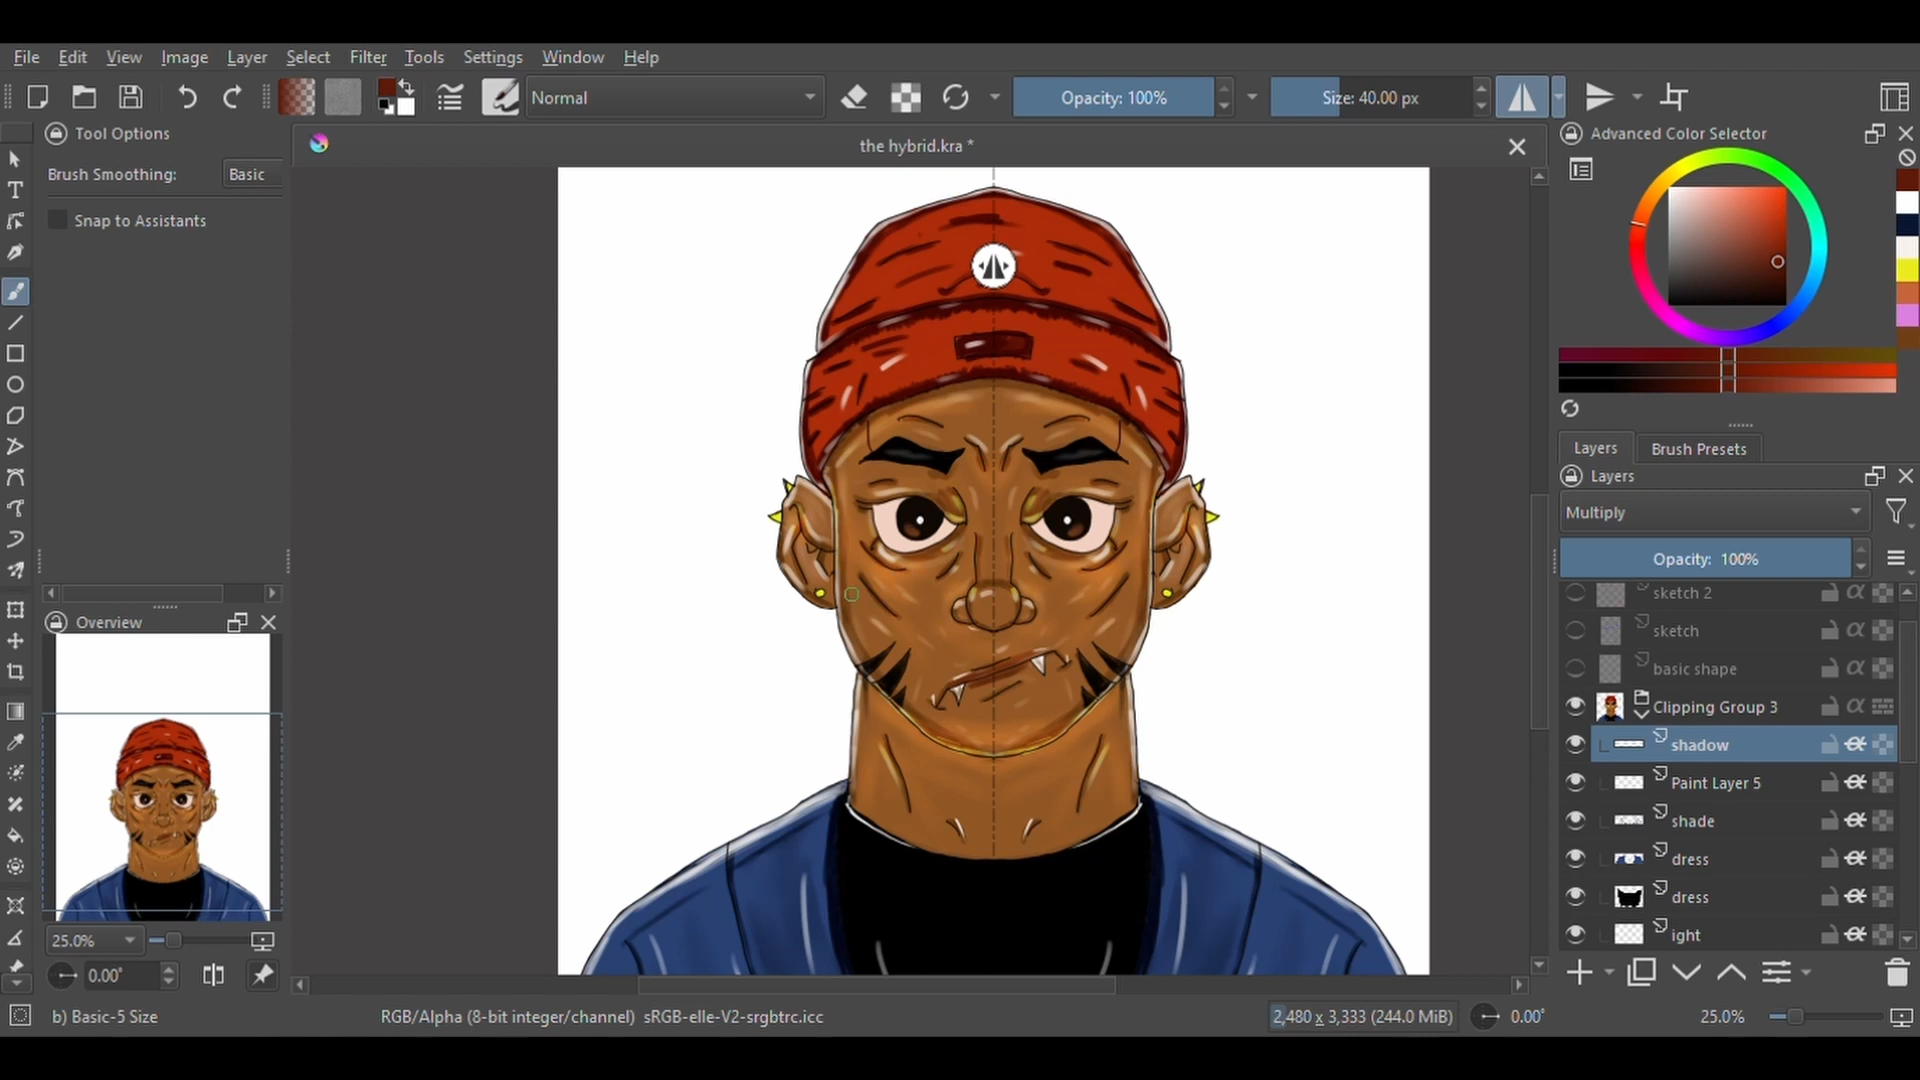 File Edit View Image Layer Select Filter Tools Settings Window Help
Normal Opacity: 100% Size: 40.00 px
Tool Options
the hybrid.kra *
Advanced Color Selector
Brush Smoothing: Basic
Snap to Assistants
Layers Brush Presets
Layers
Multiply
Opacity: 100%
sketch 2
sketch
basic shape
Clipping Group 3
shadow
Paint Layer 5
shade
dress
dress
ight
Overview
25.0%
0.00°
b) Basic-5 Size
RGB/Alpha (8-bit integer/channel) sRGB-elle-V2-srgbtrc.icc
2,480 x 3,333 (244.0 MiB)
0.00°
25.0%